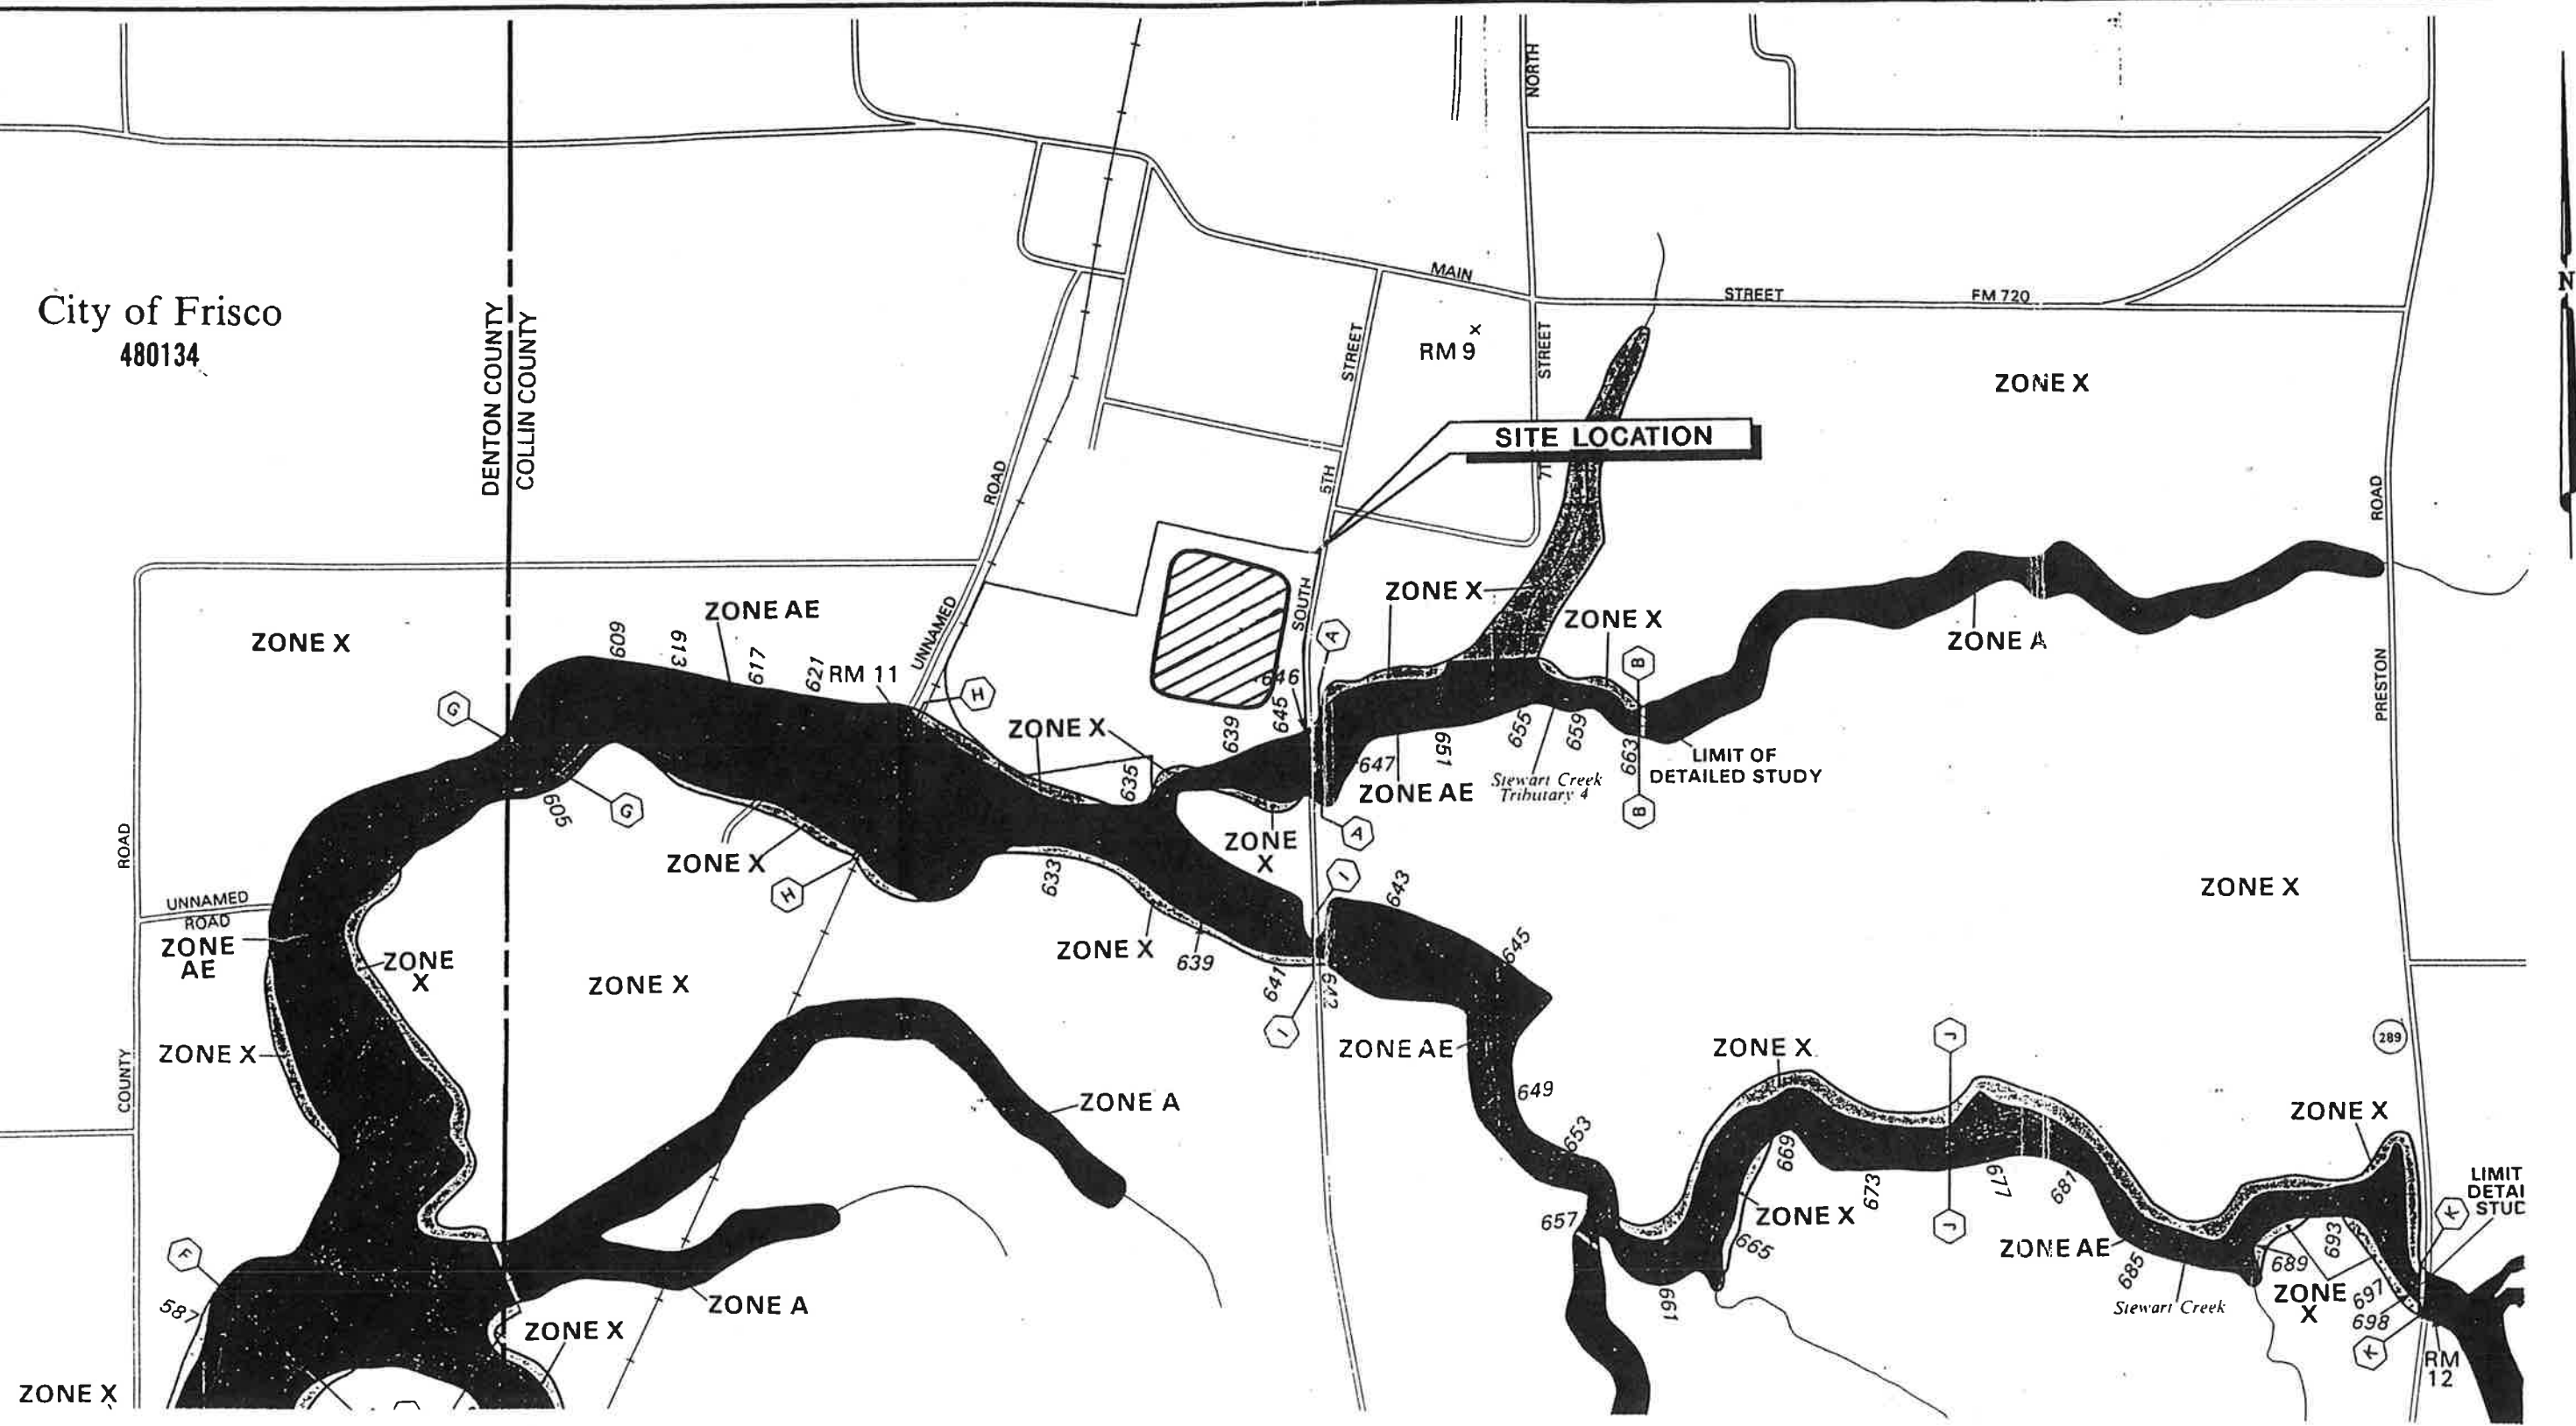 NORTH
City of Frisco
480134
DENTON COUNTY
COLLIN COUNTY
MAIN
STREET
FM 720
STREET
RM 9
STREET
ZONE X
SITE LOCATION
5TH
ROAD
ROAD
SOUTH
UNNAMED
ZONE X
ZONE AE
609
613
617
621
RM 11
H
ZONE X
ZONE X
A
B
ZONE A
646
645
639
635
ZONE X
G
G
605
647
651
ZONE AE
655
659
663
Stewart Creek
Tributary 4
LIMIT OF
DETAILED STUDY
B
A
PRESTON
ROAD
ZONE X
H
ZONE
X
633
I
643
ZONE X
UNNAMED
ROAD
ZONE
AE
ZONE
X
ZONE X
ZONE X
639
641
642
I
645
ZONE X
COUNTY
ZONE A
ZONE AE
649
653
ZONE X
J
289
ZONE X
669
673
677
681
657
665
661
ZONE X
J
ZONE AE
685
Stewart Creek
689
693
697
698
ZONE
X
K
K
LIMIT
DETAI
STUD
RM
12
F
587
ZONE A
ZONE X
ZONE X
N